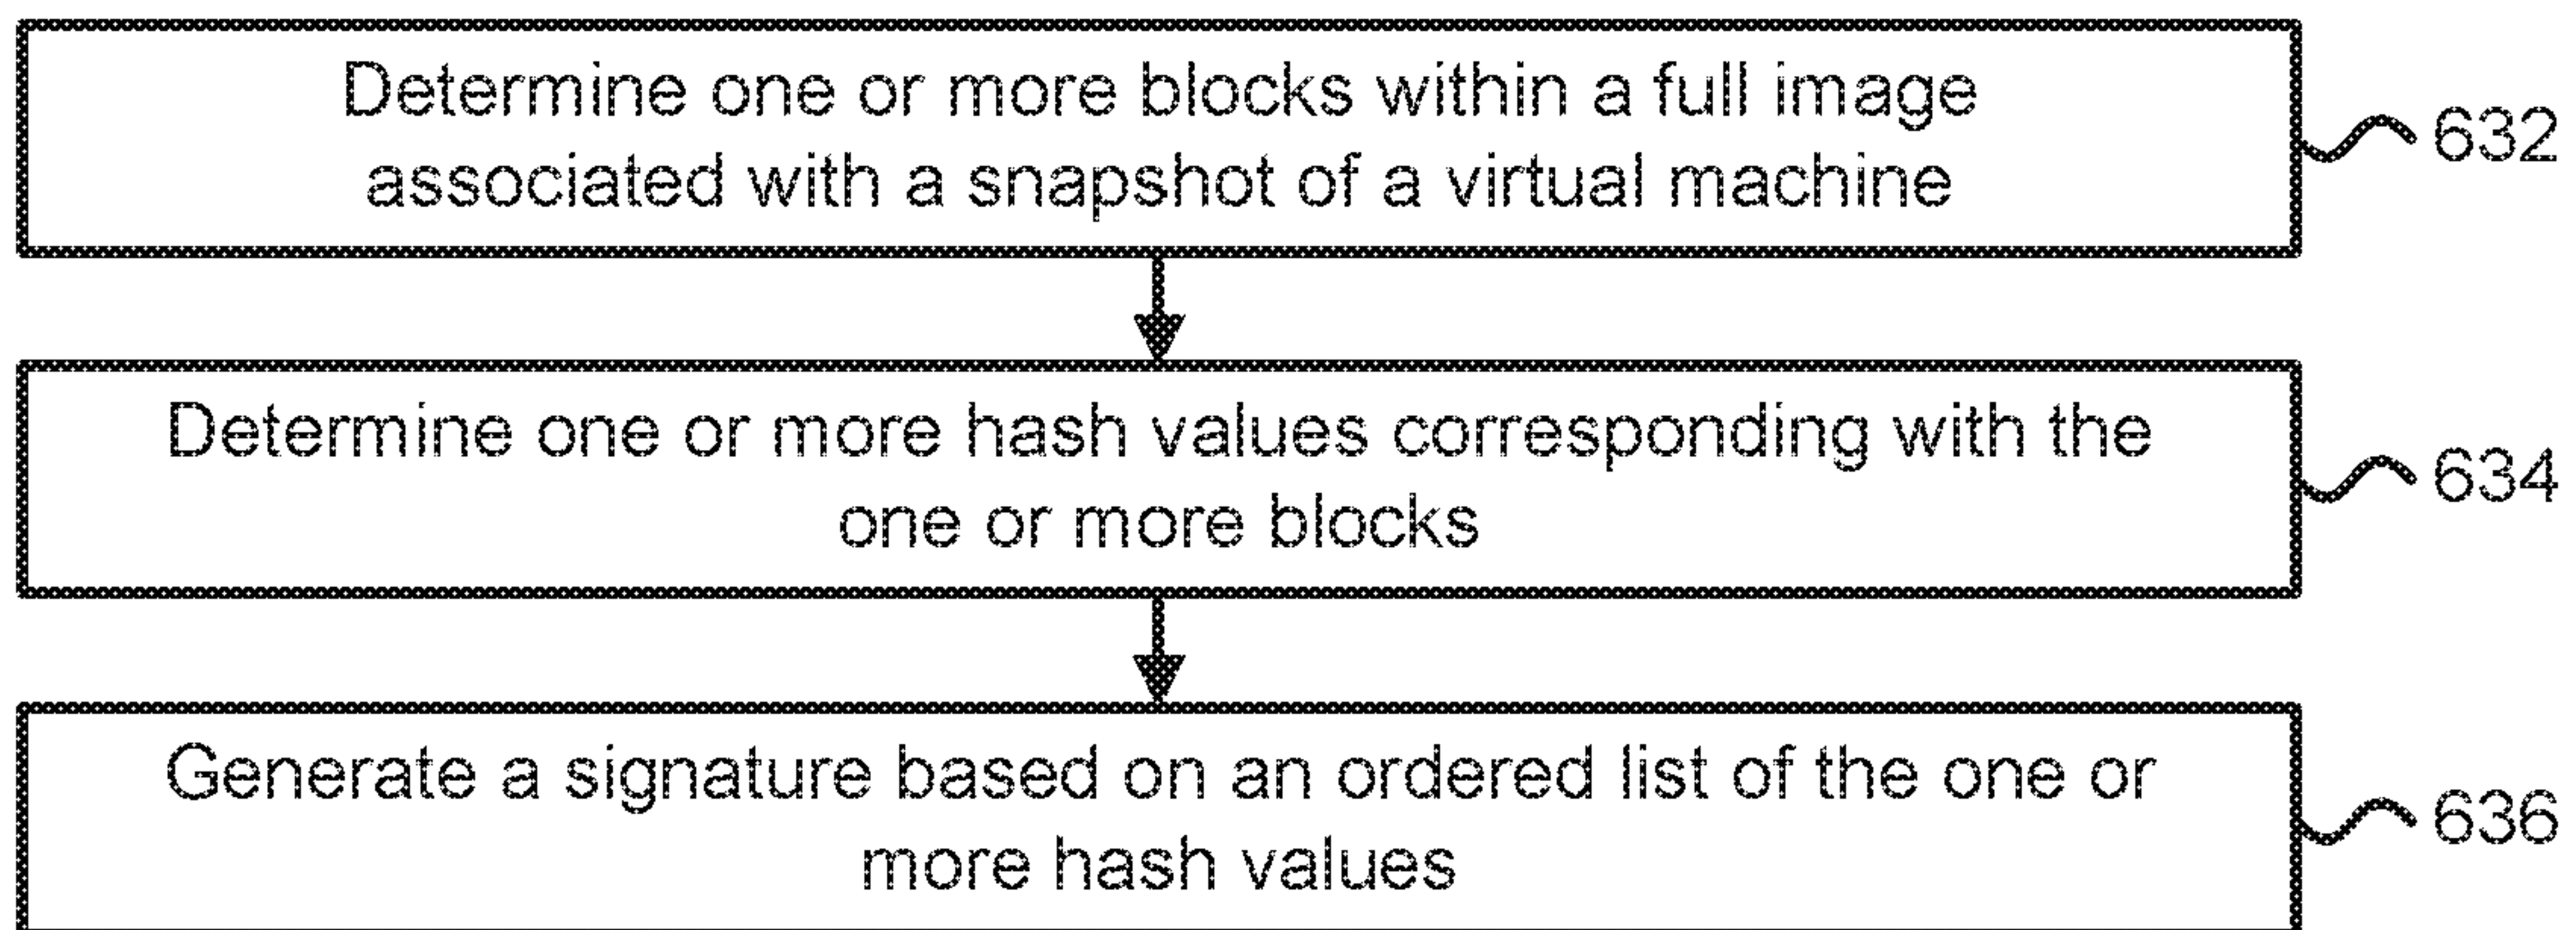 Determine one or more blocks within a full image
associated with a snapshot of a virtual machine
632
Determine one or more hash values corresponding with the
one or more blocks
634
Generate a signature based on an ordered list of the one or
more hash values
636